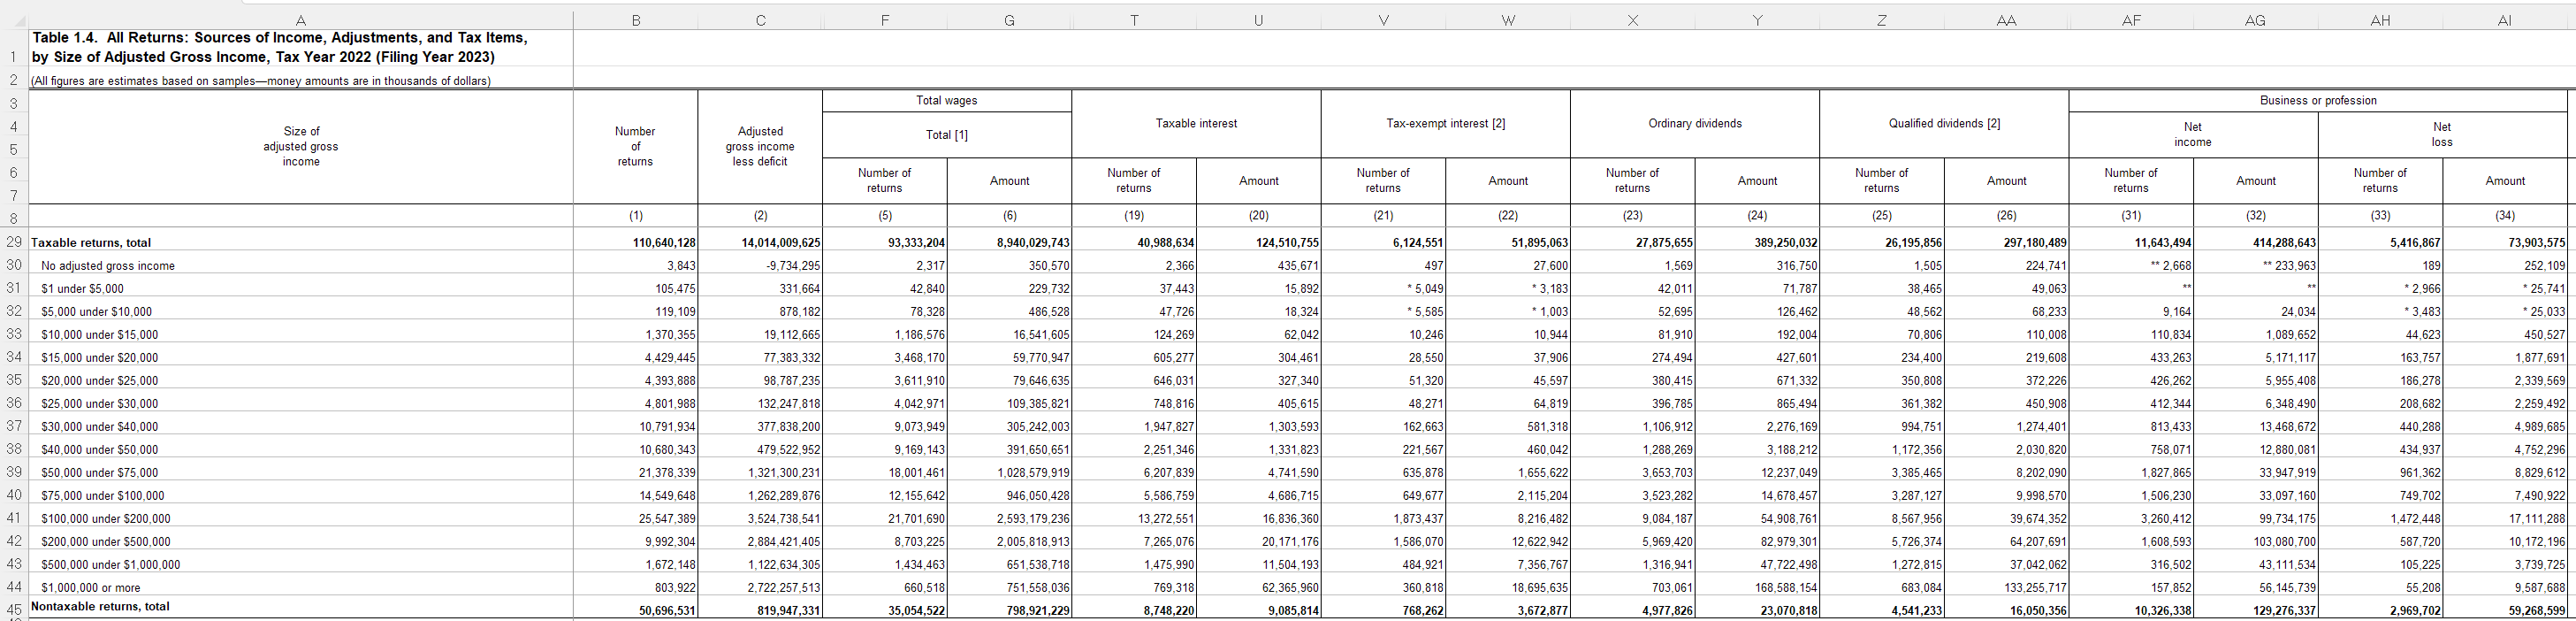 A B C F G T U V W X Y Z AA AF AG AH AI
Table 1.4. All Returns: Sources of Income, Adjustments, and Tax Items,
1 by Size of Adjusted Gross Income, Tax Year 2022 (Filing Year 2023)
2 (All figures are estimates based on samples—money amounts are in thousands of dollars)
3 Total wages Business or profession
4 Size of Number Adjusted Total [1] Taxable interest Tax-exempt interest [2] Ordinary dividends Qualified dividends [2] Net Net
5 adjusted gross of gross income income loss
income returns less deficit
6 Number of Amount Number of Amount Number of Amount Number of Amount Number of Amount Number of Amount Number of Amount
7 returns returns returns returns returns returns returns
8 (1) (2) (5) (6) (19) (20) (21) (22) (23) (24) (25) (26) (31) (32) (33) (34)
29 Taxable returns, total 110,640,128 14,014,009,625 93,333,204 8,940,029,743 40,988,634 124,510,755 6,124,551 51,895,063 27,875,655 389,250,032 26,195,856 297,180,489 11,643,494 414,288,643 5,416,867 73,903,575
30 No adjusted gross income 3,843 -9,734,295 2,317 350,570 2,366 435,671 497 27,600 1,569 316,750 1,505 224,741 ** 2,668 ** 233,963 189 252,109
31 $1 under $5,000 105,475 331,664 42,840 229,732 37,443 15,892 * 5,049 * 3,183 42,011 71,787 38,465 49,063 ** ** * 2,966 * 25,741
32 $5,000 under $10,000 119,109 878,182 78,328 486,528 47,726 18,324 * 5,585 * 1,003 52,695 126,462 48,562 68,233 9,164 24,034 * 3,483 * 25,033
33 $10,000 under $15,000 1,370,355 19,112,665 1,186,576 16,541,605 124,269 62,042 10,246 10,944 81,910 192,004 70,806 110,008 110,834 1,089,652 44,623 450,527
34 $15,000 under $20,000 4,429,445 77,383,332 3,468,170 59,770,947 605,277 304,461 28,550 37,906 274,494 427,601 234,400 219,608 433,263 5,171,117 163,757 1,877,691
35 $20,000 under $25,000 4,393,888 98,787,235 3,611,910 79,646,635 646,031 327,340 51,320 45,597 380,415 671,332 350,808 372,226 426,262 5,955,408 186,278 2,339,569
36 $25,000 under $30,000 4,801,988 132,247,818 4,042,971 109,385,821 748,816 405,615 48,271 64,819 396,785 865,494 361,382 450,908 412,344 6,348,490 208,682 2,259,492
37 $30,000 under $40,000 10,791,934 377,838,200 9,073,949 305,242,003 1,947,827 1,303,593 162,663 581,318 1,106,912 2,276,169 994,751 1,274,401 813,433 13,468,672 440,288 4,989,685
38 $40,000 under $50,000 10,680,343 479,522,952 9,169,143 391,650,651 2,251,346 1,331,823 221,567 460,042 1,288,269 3,188,212 1,172,356 2,030,820 758,071 12,880,081 434,937 4,752,296
39 $50,000 under $75,000 21,378,339 1,321,300,231 18,001,461 1,028,579,919 6,207,839 4,741,590 635,878 1,655,622 3,653,703 12,237,049 3,385,465 8,202,090 1,827,865 33,947,919 961,362 8,829,612
40 $75,000 under $100,000 14,549,648 1,262,289,876 12,155,642 946,050,428 5,586,759 4,686,715 649,677 2,115,204 3,523,282 14,678,457 3,287,127 9,998,570 1,506,230 33,097,160 749,702 7,490,922
41 $100,000 under $200,000 25,547,389 3,524,738,541 21,701,690 2,593,179,236 13,272,551 16,836,360 1,873,437 8,216,482 9,084,187 54,908,761 8,567,956 39,674,352 3,260,412 99,734,175 1,472,448 17,111,288
42 $200,000 under $500,000 9,992,304 2,884,421,405 8,703,225 2,005,818,913 7,265,076 20,171,176 1,586,070 12,622,942 5,969,420 82,979,301 5,726,374 64,207,691 1,608,593 103,080,700 587,720 10,172,196
43 $500,000 under $1,000,000 1,672,148 1,122,634,305 1,434,463 651,538,718 1,475,990 11,504,193 484,921 7,356,767 1,316,941 47,722,498 1,272,815 37,042,062 316,502 43,111,534 105,225 3,739,725
44 $1,000,000 or more 803,922 2,722,257,513 660,518 751,558,036 769,318 62,365,960 360,818 18,695,635 703,061 168,588,154 683,084 133,255,717 157,852 56,145,739 55,208 9,587,688
45 Nontaxable returns, total 50,696,531 819,947,331 35,054,522 798,921,229 8,748,220 9,085,814 768,262 3,672,877 4,977,826 23,070,818 4,541,233 16,050,356 10,326,338 129,276,337 2,969,702 59,268,599